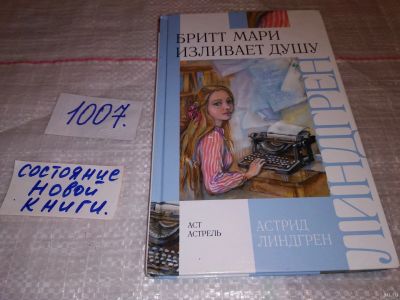 БРИТТ МАРИ
ИЗЛИВАЕТ ДУШУ
ЛИНДГРЕН
1007.
СОСТОЯНИЕ
НОВОЙ
КНИГИ.
АСТ
АСТРЕЛЬ
АСТРИД
ЛИНДГРЕН